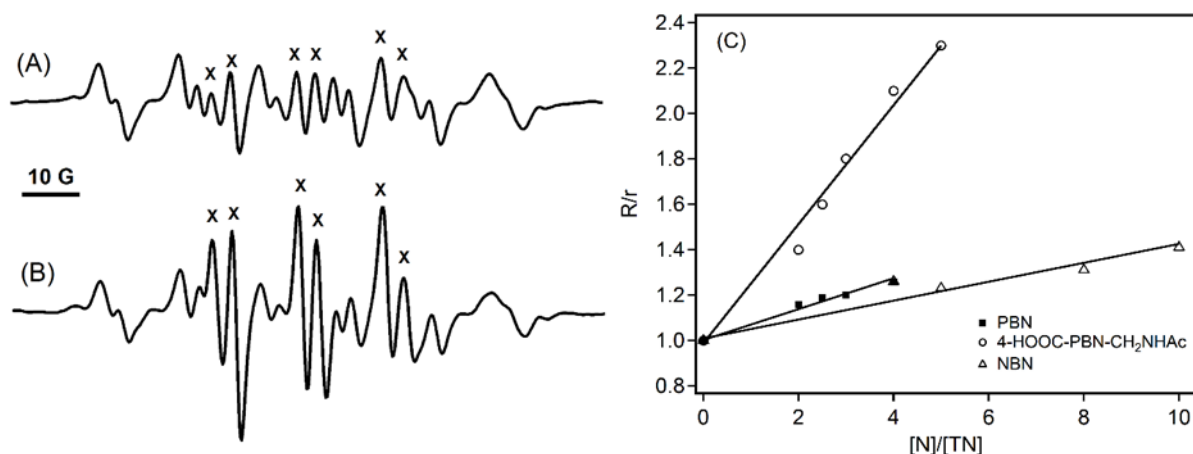 (A)
X X X X X X
10 G
(B)
X X X X X X
(C)
R/r
2.4
2.2
2.0
1.8
1.6
1.4
1.2
1.0
0.8
PBN
4-HOOC-PBN-CH₂NHAc
NBN
0 2 4 6 8 10
[N]/[TN]